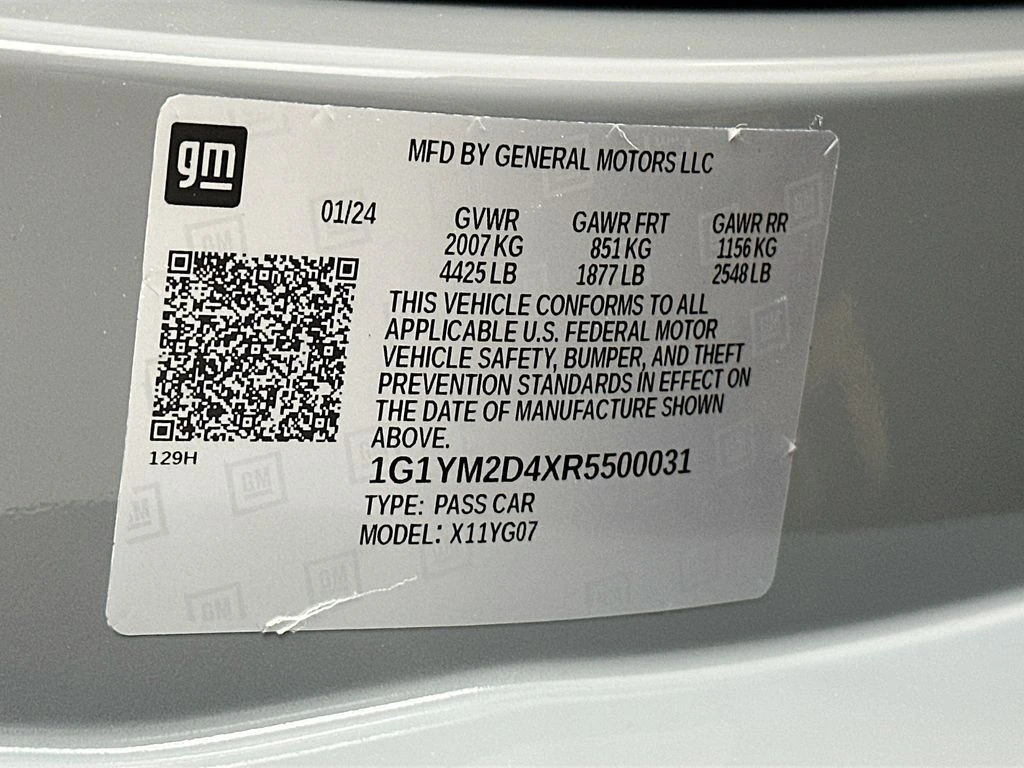 gm
MFD BY GENERAL MOTORS LLC
01/24 GVWR GAWR FRT GAWR RR
2007 KG 851 KG 1156 KG
4425 LB 1877 LB 2548 LB
THIS VEHICLE CONFORMS TO ALL
APPLICABLE U.S. FEDERAL MOTOR
VEHICLE SAFETY, BUMPER, AND THEFT
PREVENTION STANDARDS IN EFFECT ON
THE DATE OF MANUFACTURE SHOWN
ABOVE.
129H
1G1YM2D4XR5500031
TYPE: PASS CAR
MODEL: X11YG07